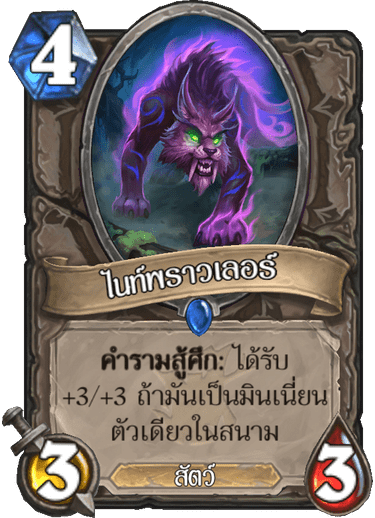 4
ไนท์พราวเลอร์
คำรามสู้ศึก: ได้รับ
+3/+3 ถ้ามันเป็นมินเนี่ยน
ตัวเดียวในสนาม
3
สัตว์
3